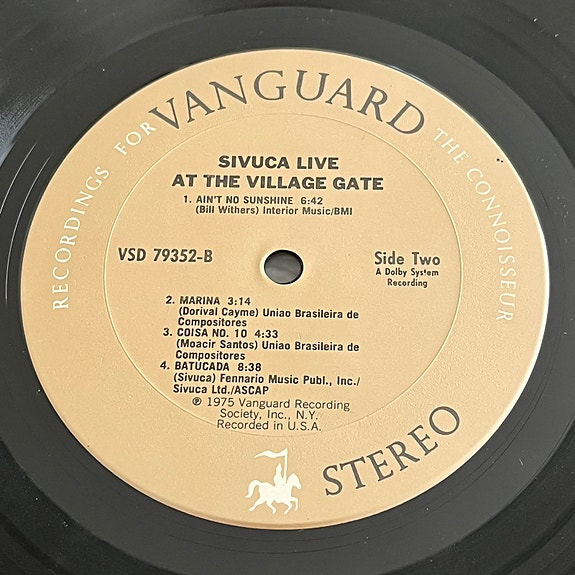 RECORDINGS FOR VANGUARD THE CONNOISSEUR
SIVUCA LIVE
AT THE VILLAGE GATE
1. AIN'T NO SUNSHINE 6:42
(Bill Withers) Interior Music/BMI
VSD 79352-B
Side Two
A Dolby System
Recording
2. MARINA 3:14
(Dorival Cayme) Uniao Brasileira de
Compositores
3. COISA NO. 10 4:33
(Moacir Santos) Uniao Brasileira de
Compositores
4. BATUCADA 8:38
(Sivuca) Fennario Music Publ., Inc./
Sivuca Ltd./ASCAP
℗ 1975 Vanguard Recording
Society, Inc., N.Y.
Recorded in U.S.A.
STEREO